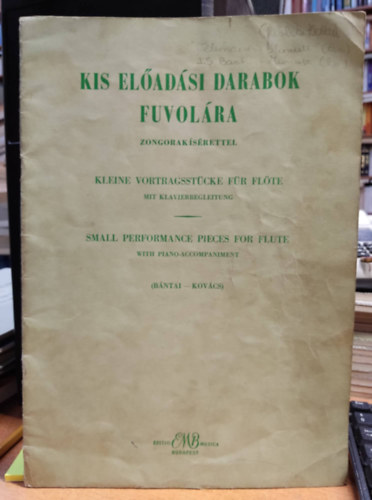 KIS ELŐADÁSI DARABOK
FUVOLÁRA
ZONGORAKÍSÉRETTEL
KLEINE VORTRAGSSTÜCKE FÜR FLÖTE
MIT KLAVIERBEGLEITUNG
SMALL PERFORMANCE PIECES FOR FLUTE
WITH PIANO-ACCOMPANIMENT
(BÁNTAI – KOVÁCS)
EDITIO EMB MUSICA
BUDAPEST